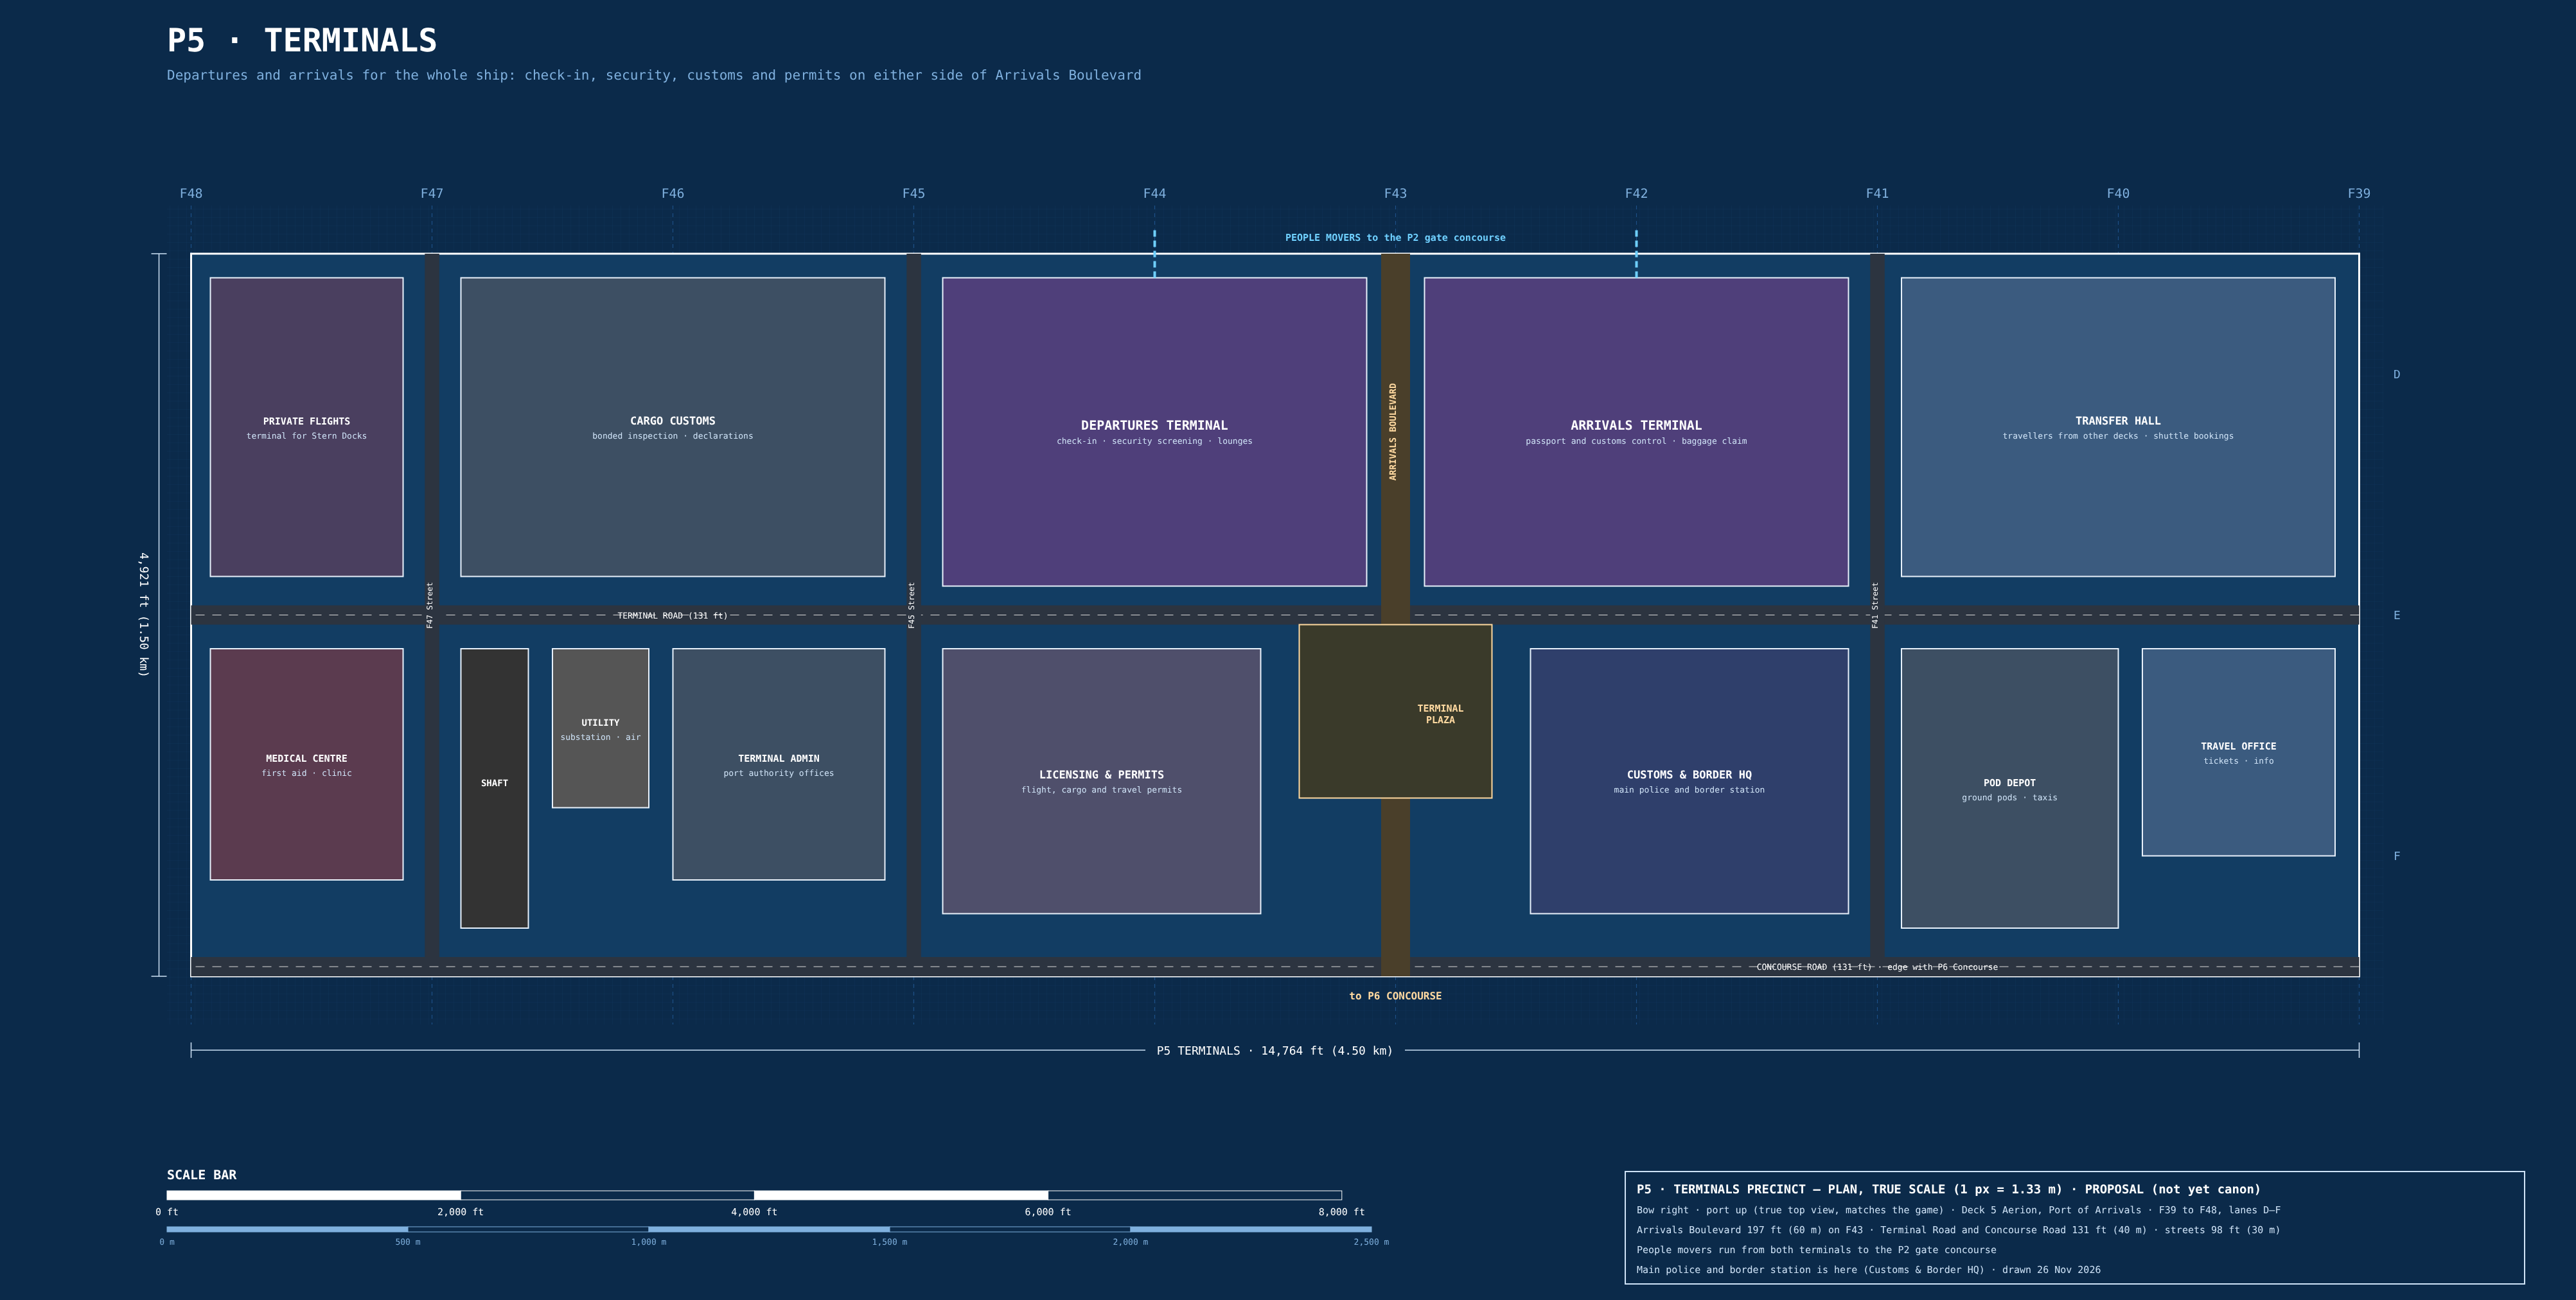 P5 · TERMINALS
Departures and arrivals for the whole ship: check-in, security, customs and permits on either side of Arrivals Boulevard
F48
F47
F46
F45
F44
F43
F42
F41
F40
F39
PEOPLE MOVERS to the P2 gate concourse
PRIVATE FLIGHTS
terminal for Stern Docks
CARGO CUSTOMS
bonded inspection · declarations
DEPARTURES TERMINAL
check-in · security screening · lounges
ARRIVALS BOULEVARD
ARRIVALS TERMINAL
passport and customs control · baggage claim
TRANSFER HALL
travellers from other decks · shuttle bookings
D
4,921 ft (1.50 km)
F47 Street
TERMINAL ROAD (131 ft)
F45 Street
F41 Street
E
MEDICAL CENTRE
first aid · clinic
SHAFT
UTILITY
substation · air
TERMINAL ADMIN
port authority offices
LICENSING & PERMITS
flight, cargo and travel permits
TERMINAL
PLAZA
CUSTOMS & BORDER HQ
main police and border station
POD DEPOT
ground pods · taxis
TRAVEL OFFICE
tickets · info
F
CONCOURSE ROAD (131 ft) · edge with P6 Concourse
to P6 CONCOURSE
P5 TERMINALS · 14,764 ft (4.50 km)
SCALE BAR
0 ft
2,000 ft
4,000 ft
6,000 ft
8,000 ft
0 m
500 m
1,000 m
1,500 m
2,000 m
2,500 m
P5 · TERMINALS PRECINCT — PLAN, TRUE SCALE (1 px = 1.33 m) · PROPOSAL (not yet canon)
Bow right · port up (true top view, matches the game) · Deck 5 Aerion, Port of Arrivals · F39 to F48, lanes D–F
Arrivals Boulevard 197 ft (60 m) on F43 · Terminal Road and Concourse Road 131 ft (40 m) · streets 98 ft (30 m)
People movers run from both terminals to the P2 gate concourse
Main police and border station is here (Customs & Border HQ) · drawn 26 Nov 2026